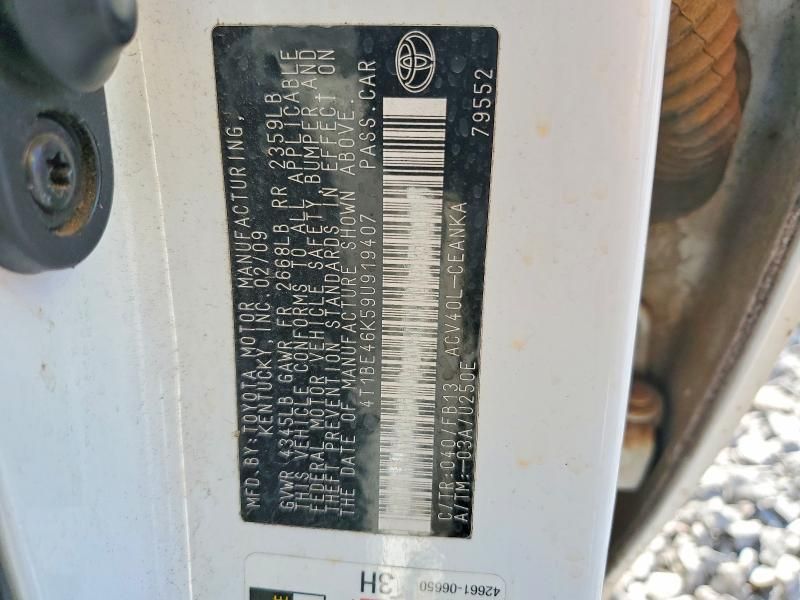 MFD. BY: TOYOTA MOTOR MANUFACTURING,
KENTUCKY, INC. 02/09
GVWR 4345LB GAWR FR 2668LB RR 2359LB
THIS VEHICLE CONFORMS TO ALL APPLICABLE
FEDERAL MOTOR VEHICLE SAFETY, BUMPER AND
THEFT PREVENTION STANDARDS IN EFFECT ON
THE DATE OF MANUFACTURE SHOWN ABOVE.
4T1BE46K59U919407 PASS.CAR
C/TR:040/FB13 ACV40L-CEANKA
A/TM:-03A/U250E
79552
3H
42661-06650